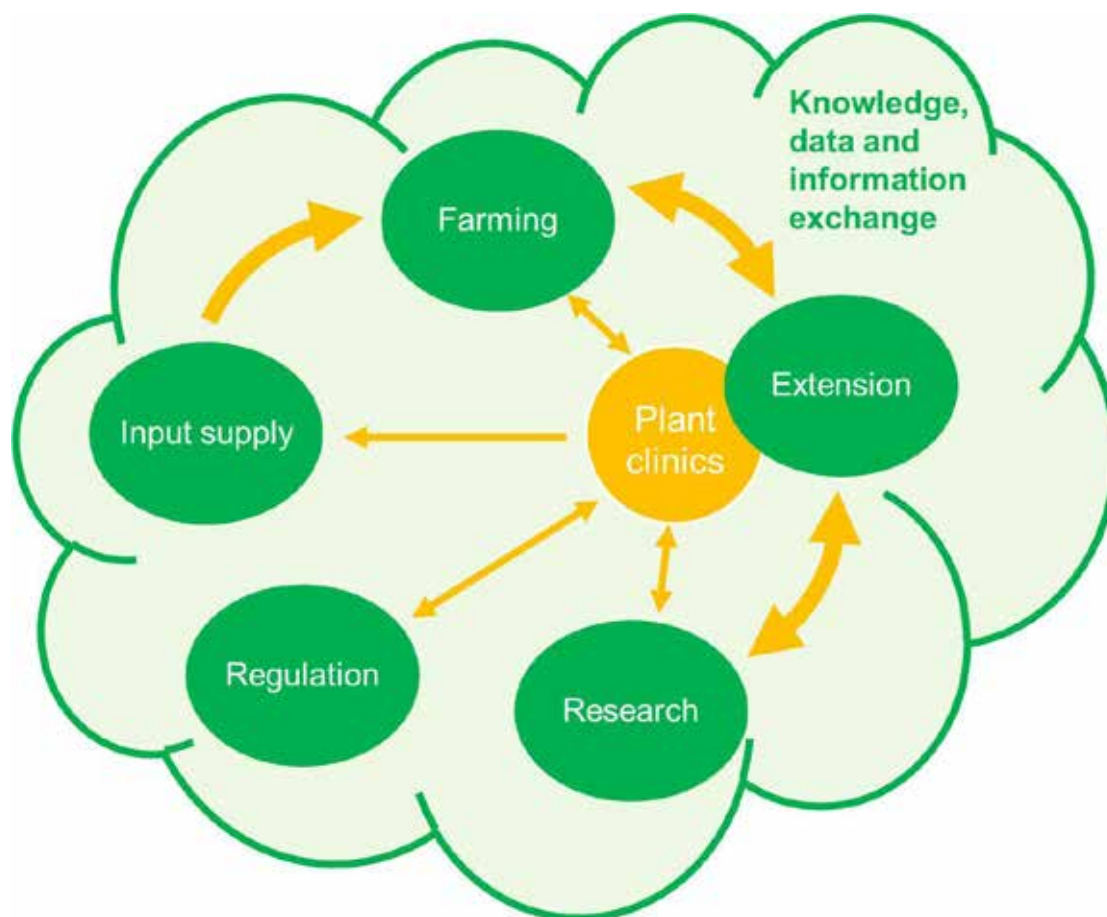 Knowledge,
data and
information
exchange
Farming
Extension
Plant
clinics
Input supply
Regulation
Research